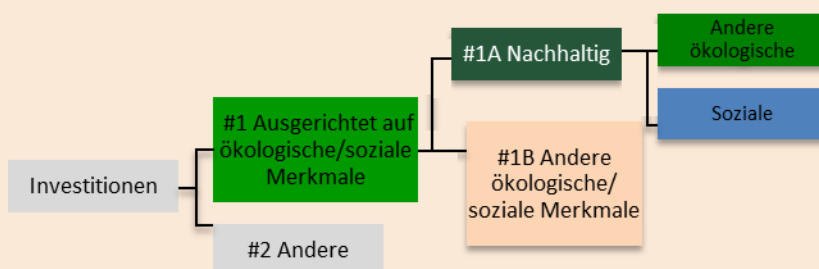 Investitionen
#1 Ausgerichtet auf
ökologische/soziale
Merkmale
#2 Andere
#1A Nachhaltig
#1B Andere
ökologische/
soziale Merkmale
Andere
ökologische
Soziale